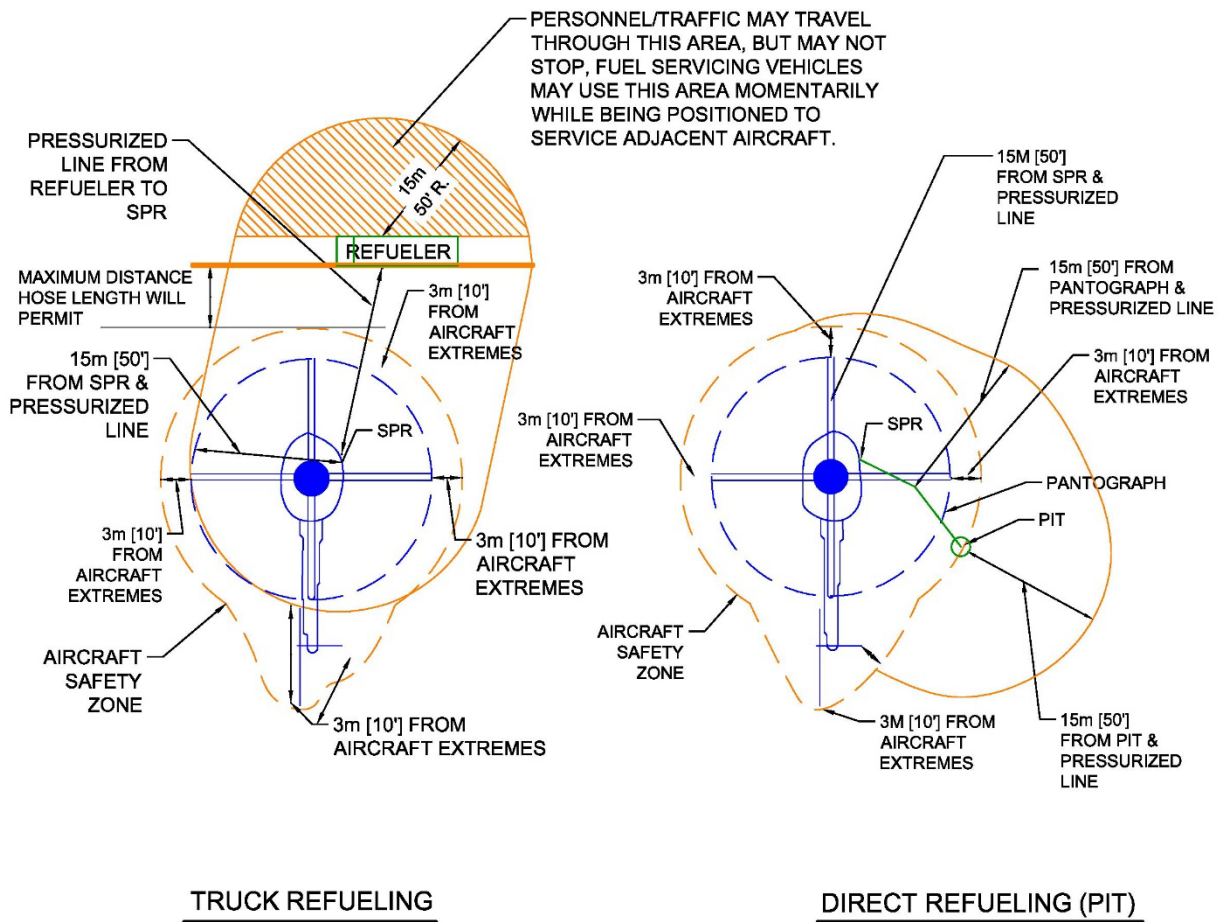 PERSONNEL/TRAFFIC MAY TRAVEL
THROUGH THIS AREA, BUT MAY NOT
STOP, FUEL SERVICING VEHICLES
MAY USE THIS AREA MOMENTARILY
WHILE BEING POSITIONED TO
SERVICE ADJACENT AIRCRAFT.
PRESSURIZED
LINE FROM
REFUELER TO
SPR
15m
50' R.
REFUELER
MAXIMUM DISTANCE
HOSE LENGTH WILL
PERMIT
3m [10']
FROM
AIRCRAFT
EXTREMES
15m [50']
FROM SPR &
PRESSURIZED
LINE
SPR
3m [10']
FROM
AIRCRAFT
EXTREMES
3m [10'] FROM
AIRCRAFT
EXTREMES
AIRCRAFT
SAFETY
ZONE
3m [10'] FROM
AIRCRAFT EXTREMES
TRUCK REFUELING
15M [50']
FROM SPR &
PRESSURIZED
LINE
3m [10'] FROM
AIRCRAFT
EXTREMES
15m [50'] FROM
PANTOGRAPH &
PRESSURIZED LINE
3m [10'] FROM
AIRCRAFT
EXTREMES
3m [10'] FROM
AIRCRAFT
EXTREMES
SPR
PANTOGRAPH
PIT
AIRCRAFT
SAFETY
ZONE
3M [10'] FROM
AIRCRAFT
EXTREMES
15m [50']
FROM PIT &
PRESSURIZED
LINE
DIRECT REFUELING (PIT)